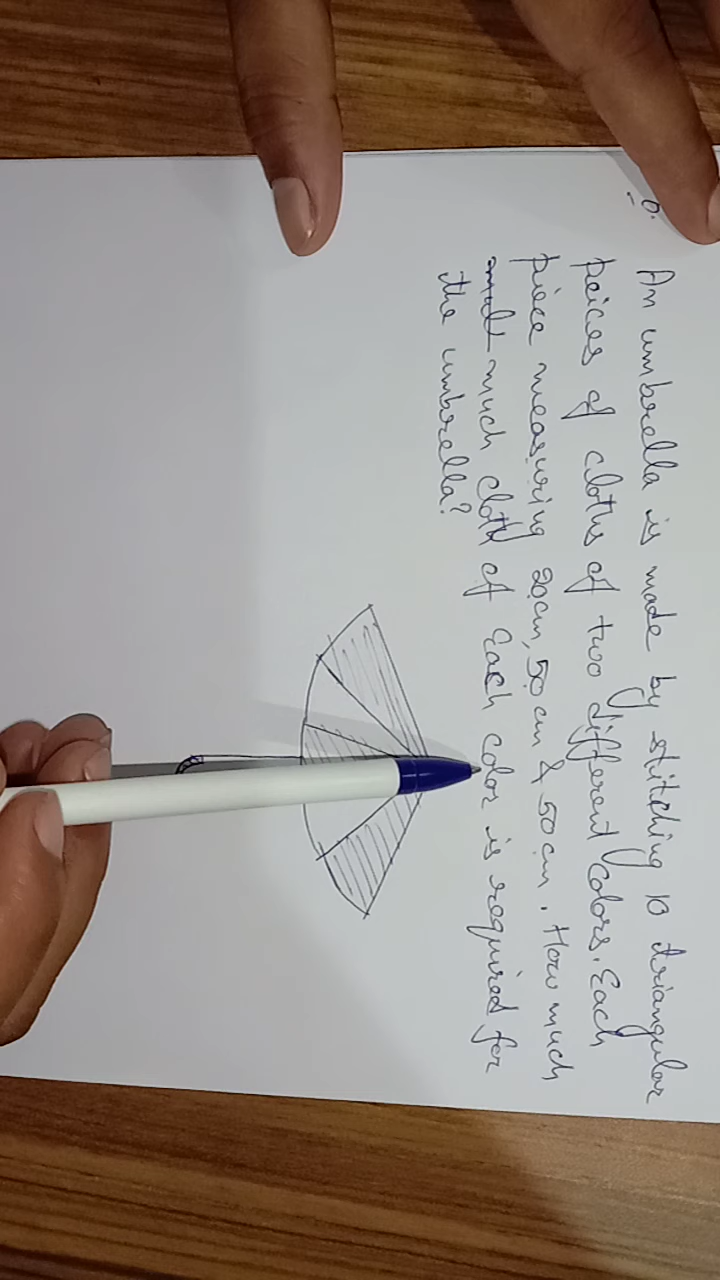 Q.
An umbrella is made by stitching 10 triangular
peices of cloths of two different colors. Each
piece measuring 20cm, 50 cm & 50 cm. How much
much cloth of Each color is required for
the umbrella?